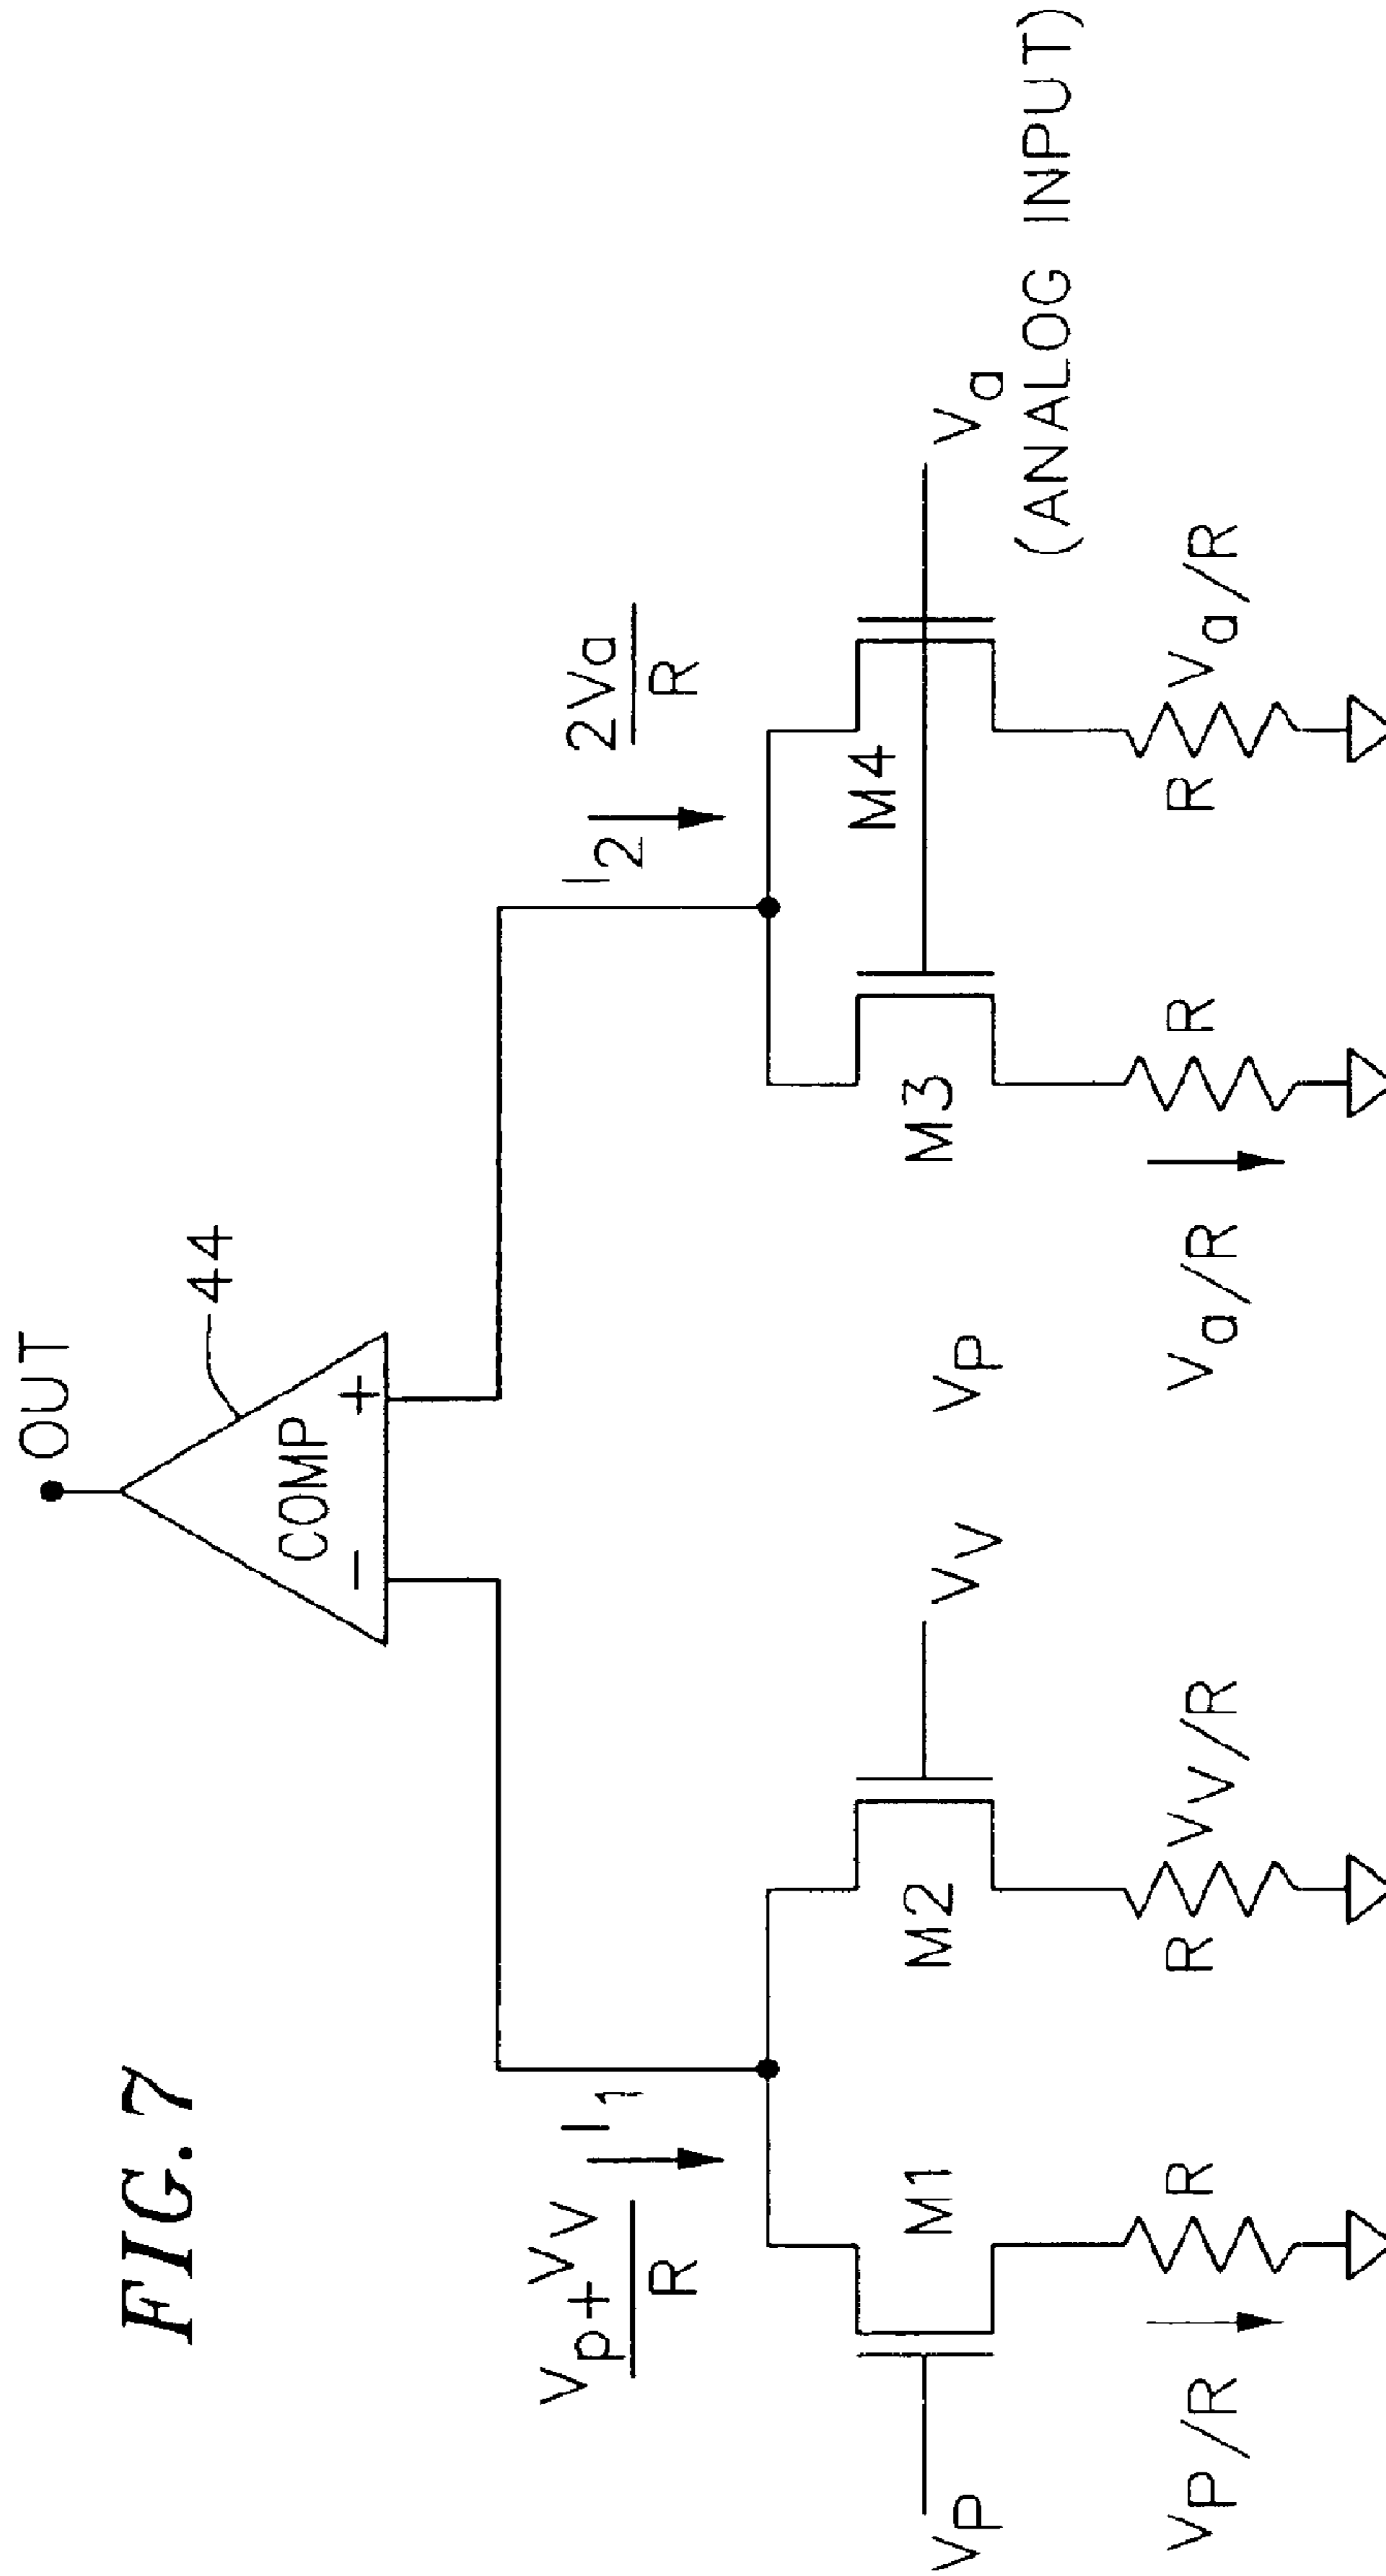 FIG.7
OUT
44
COMP
− +
Vp+VV
R
I1
I2
2Va
R
VP
M1
M2
VV
VP
M3
M4
Va
(ANALOG INPUT)
VP/R
R
R
VV/R
Va/R
R
R
Va/R